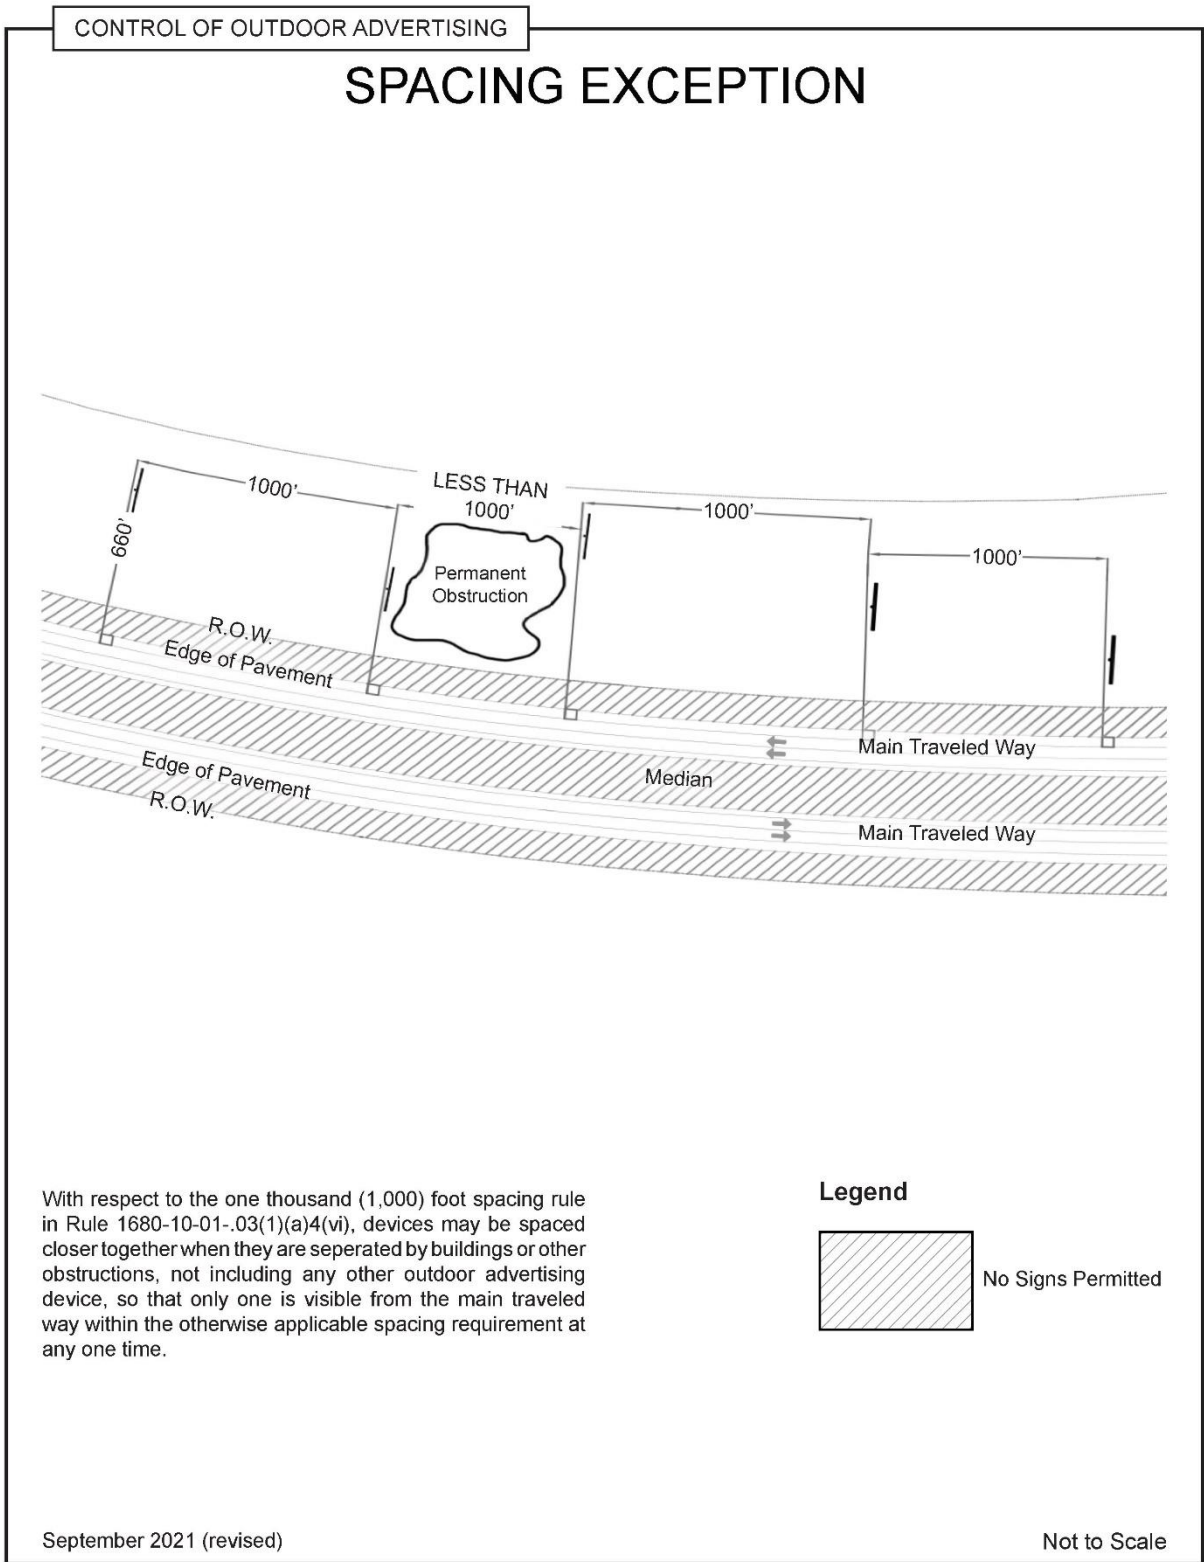 CONTROL OF OUTDOOR ADVERTISING
SPACING EXCEPTION
1000'
LESS THAN
1000'
1000'
1000'
660'
Permanent
Obstruction
R.O.W.
Edge of Pavement
Main Traveled Way
Median
Edge of Pavement
R.O.W.
Main Traveled Way
With respect to the one thousand (1,000) foot spacing rule
in Rule 1680-10-01-.03(1)(a)4(vi), devices may be spaced
closer together when they are seperated by buildings or other
obstructions, not including any other outdoor advertising
device, so that only one is visible from the main traveled
way within the otherwise applicable spacing requirement at
any one time.
Legend
No Signs Permitted
September 2021 (revised)
Not to Scale